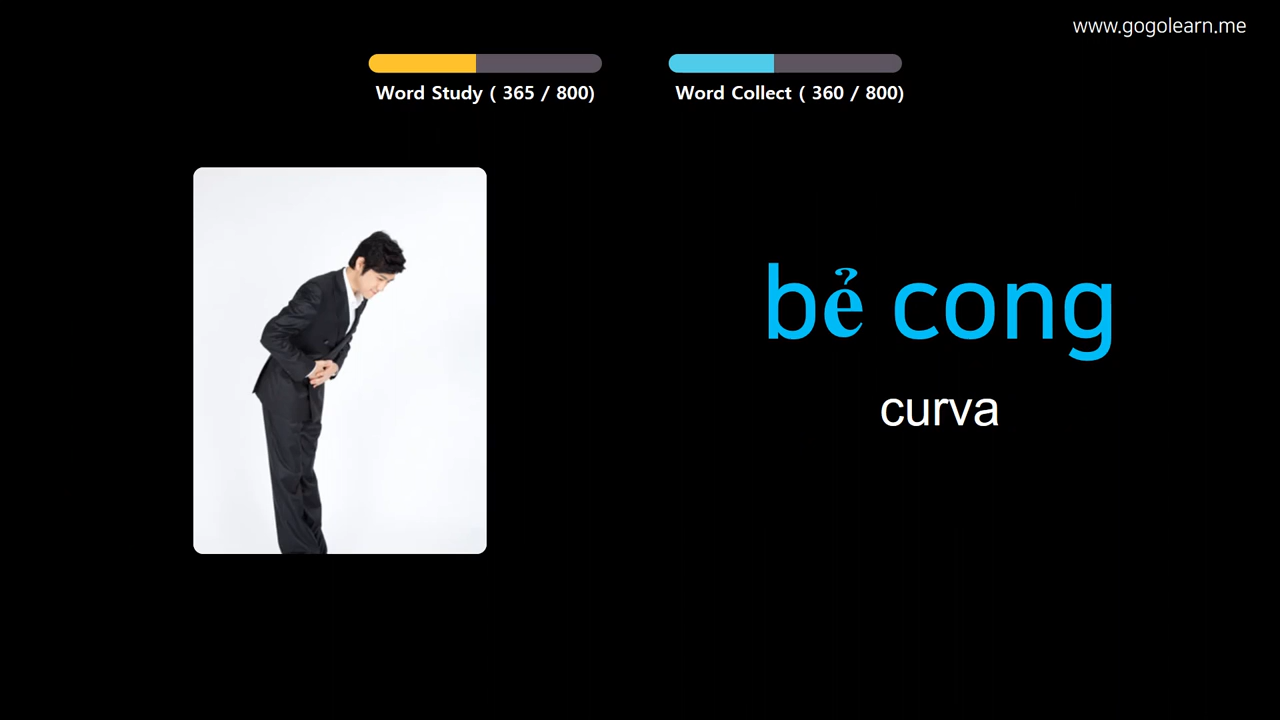 www.gogolearn.me
Word Study ( 365 / 800)
Word Collect ( 360 / 800)
bẻ cong
curva